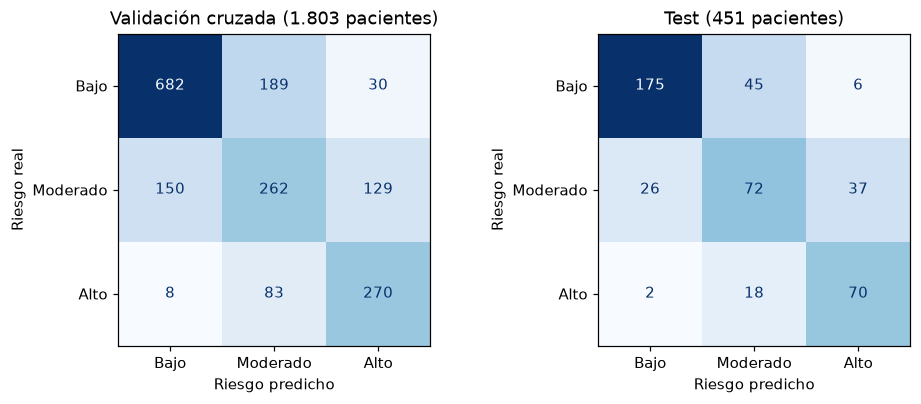 Validación cruzada (1.803 pacientes)
Riesgo real
Bajo 682 189 30
Moderado 150 262 129
Alto 8 83 270
Bajo Moderado Alto
Riesgo predicho
Test (451 pacientes)
Riesgo real
Bajo 175 45 6
Moderado 26 72 37
Alto 2 18 70
Bajo Moderado Alto
Riesgo predicho